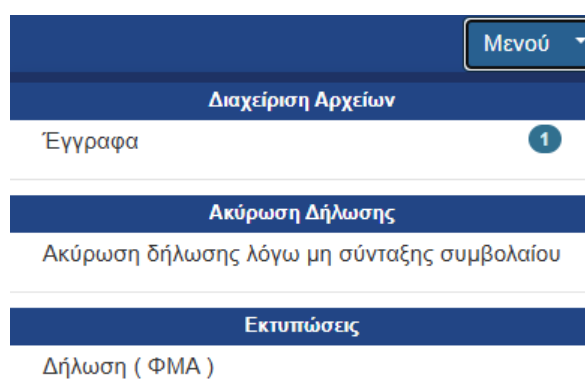 Μενού
Διαχείριση Αρχείων
Έγγραφα 1
Ακύρωση Δήλωσης
Ακύρωση δήλωσης λόγω μη σύνταξης συμβολαίου
Εκτυπώσεις
Δήλωση ( ΦΜΑ )